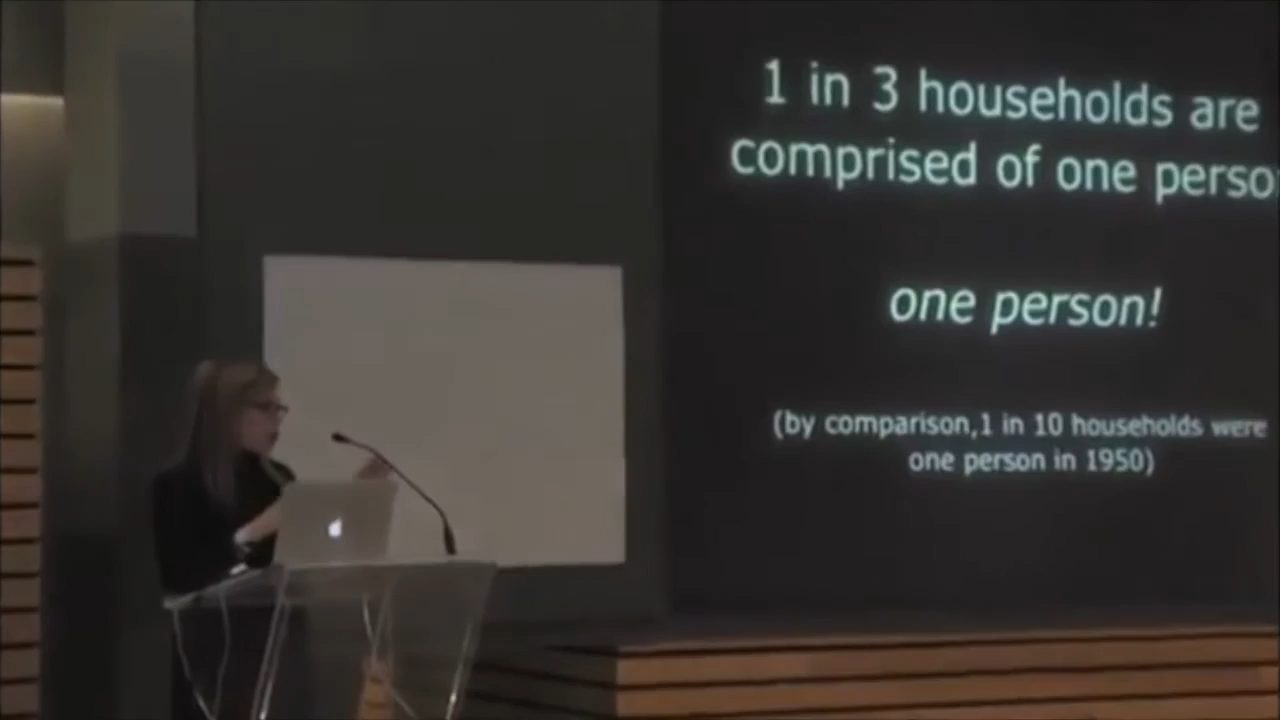 1 in 3 households are
comprised of one perso
one person!
(by comparison,1 in 10 households were
one person in 1950)